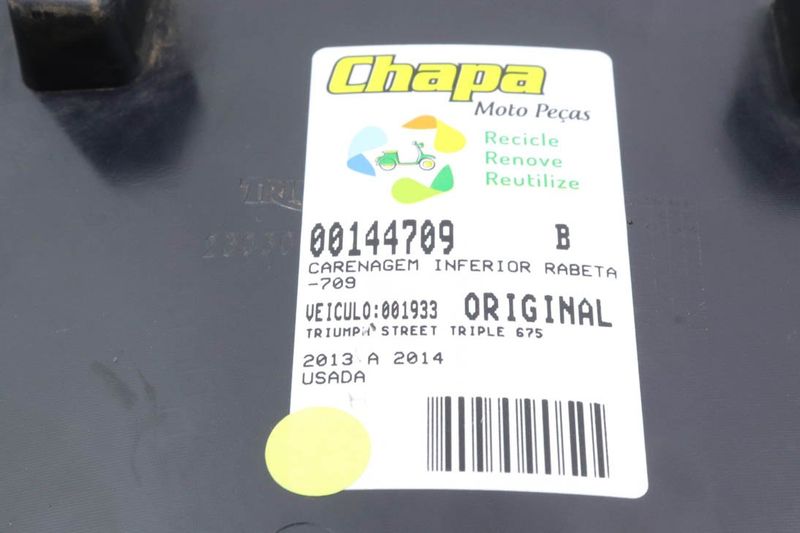 Chapa
Moto Peças
Recicle
Renove
Reutilize
00144709 B
CARENAGEM INFERIOR RABETA
-709
VEICULO:001933 ORIGINAL
TRIUMPH STREET TRIPLE 675
2013 A 2014
USADA